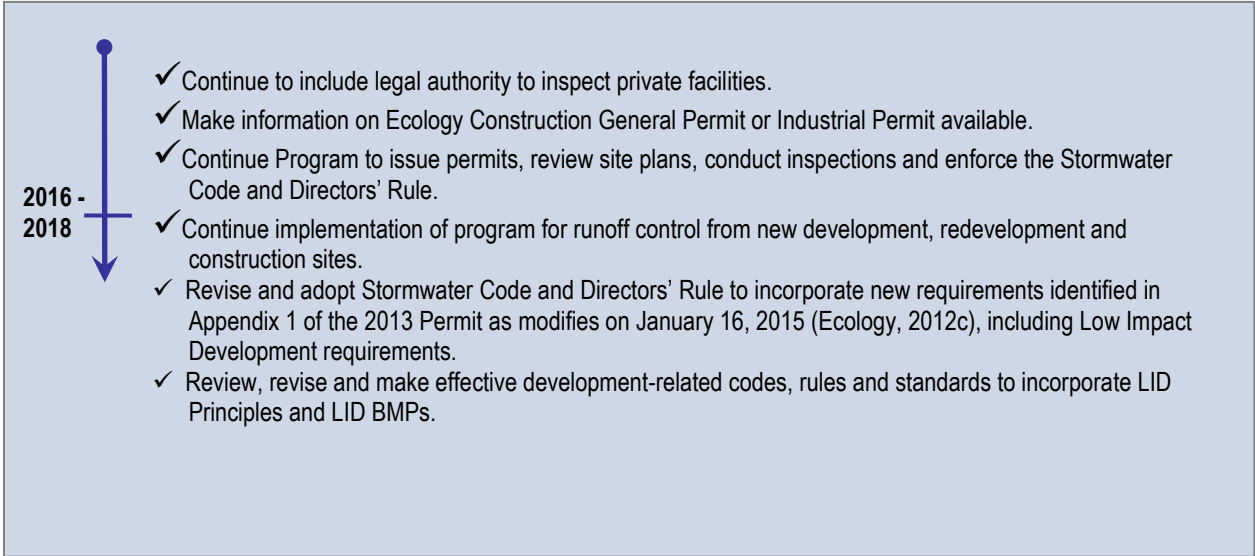 ✓Continue to include legal authority to inspect private facilities.
✓Make information on Ecology Construction General Permit or Industrial Permit available.
✓Continue Program to issue permits, review site plans, conduct inspections and enforce the Stormwater
Code and Directors’ Rule.
2016 -
2018
✓Continue implementation of program for runoff control from new development, redevelopment and
construction sites.
✓ Revise and adopt Stormwater Code and Directors’ Rule to incorporate new requirements identified in
Appendix 1 of the 2013 Permit as modifies on January 16, 2015 (Ecology, 2012c), including Low Impact
Development requirements.
✓ Review, revise and make effective development-related codes, rules and standards to incorporate LID
Principles and LID BMPs.